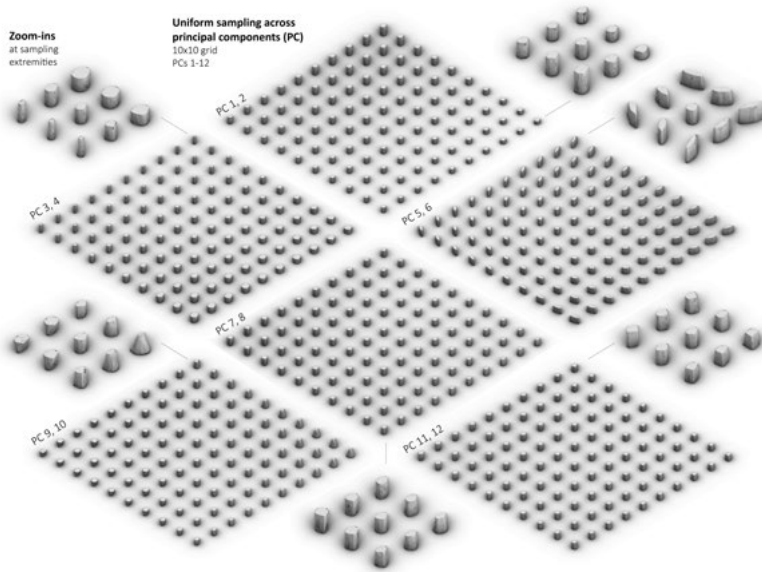 Zoom-ins
at sampling
extremities
Uniform sampling across
principal components (PC)
10x10 grid
PCs 1-12
PC 1, 2
PC 3, 4
PC 5, 6
PC 7, 8
PC 9, 10
PC 11, 12